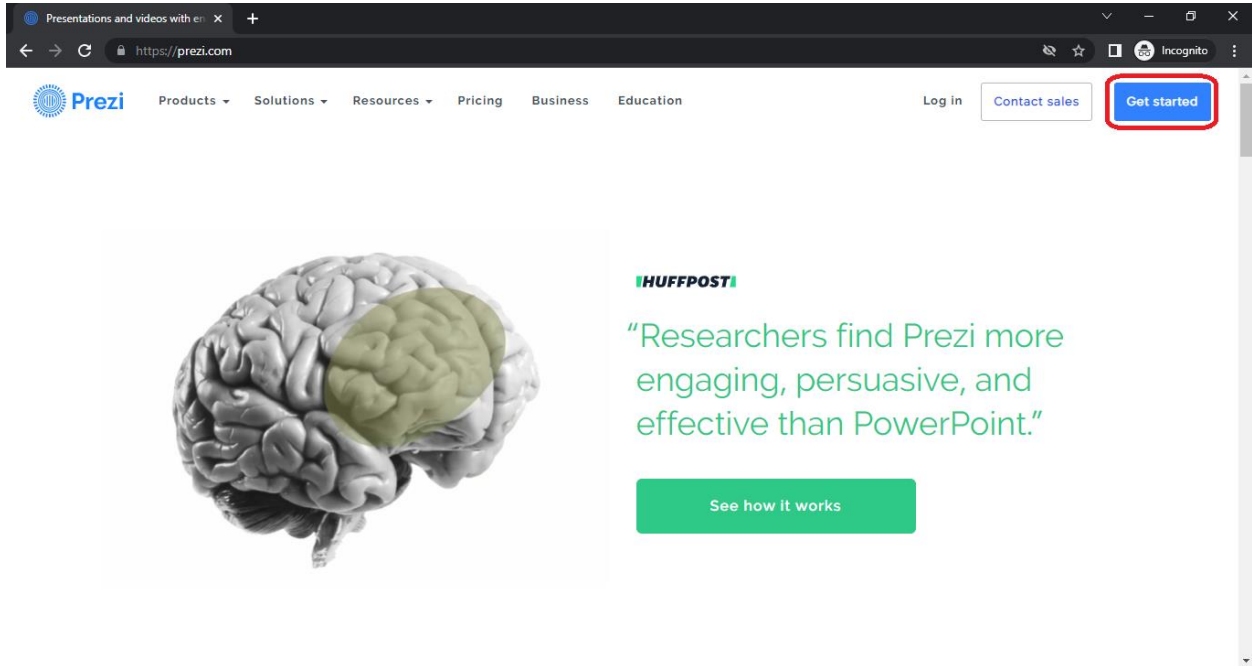 Presentations and videos with en
https://prezi.com
Incognito
Prezi
Products
Solutions
Resources
Pricing
Business
Education
Log in
Contact sales
Get started
HUFFPOST
“Researchers find Prezi more
engaging, persuasive, and
effective than PowerPoint.”
See how it works